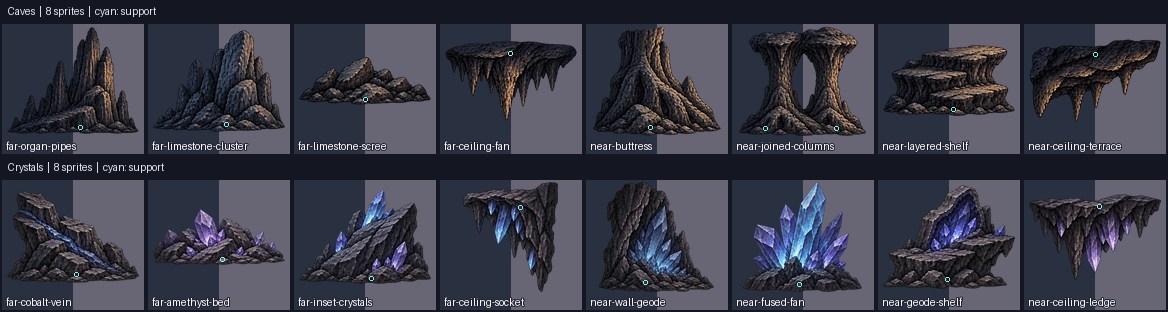 Caves | 8 sprites | cyan: support
far-organ-pipes
far-limestone-cluster
far-limestone-scree
far-ceiling-fan
near-buttress
near-joined-columns
near-layered-shelf
near-ceiling-terrace
Crystals | 8 sprites | cyan: support
far-cobalt-vein
far-amethyst-bed
far-inset-crystals
far-ceiling-socket
near-wall-geode
near-fused-fan
near-geode-shelf
near-ceiling-ledge